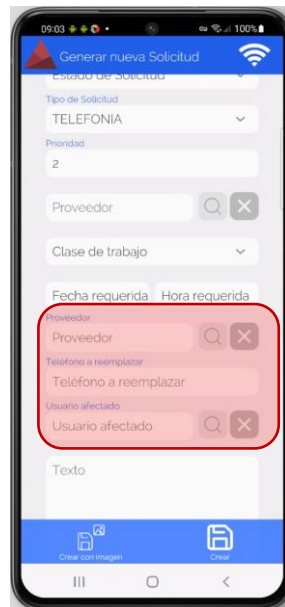 09:03
100%
Generar nueva Solicitud
Estado de Solicitud
Tipo de Solicitud
TELEFONIA
Prioridad
2
Proveedor
Clase de trabajo
Fecha requerida Hora requerida
Proveedor
Proveedor
Teléfono a reemplazar
Teléfono a reemplazar
Usuario afectado
Usuario afectado
Texto
Crear con imagen
Crear